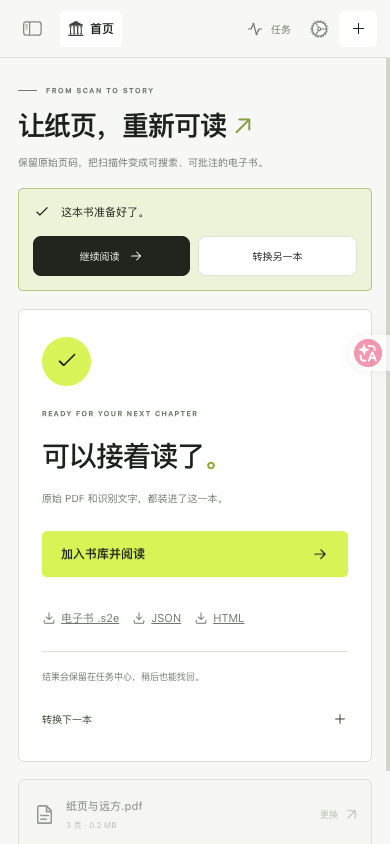 首页
任务
FROM SCAN TO STORY
让纸页，重新可读
保留原始页码，把扫描件变成可搜索、可批注的电子书。
这本书准备好了。
继续阅读
转换另一本
READY FOR YOUR NEXT CHAPTER
可以接着读了。
原始 PDF 和识别文字，都装进了这一本。
加入书库并阅读
电子书 .s2e
JSON
HTML
结果会保留在任务中心，稍后也能找回。
转换下一本
纸页与远方.pdf
更换
3 页 · 0.2 MB